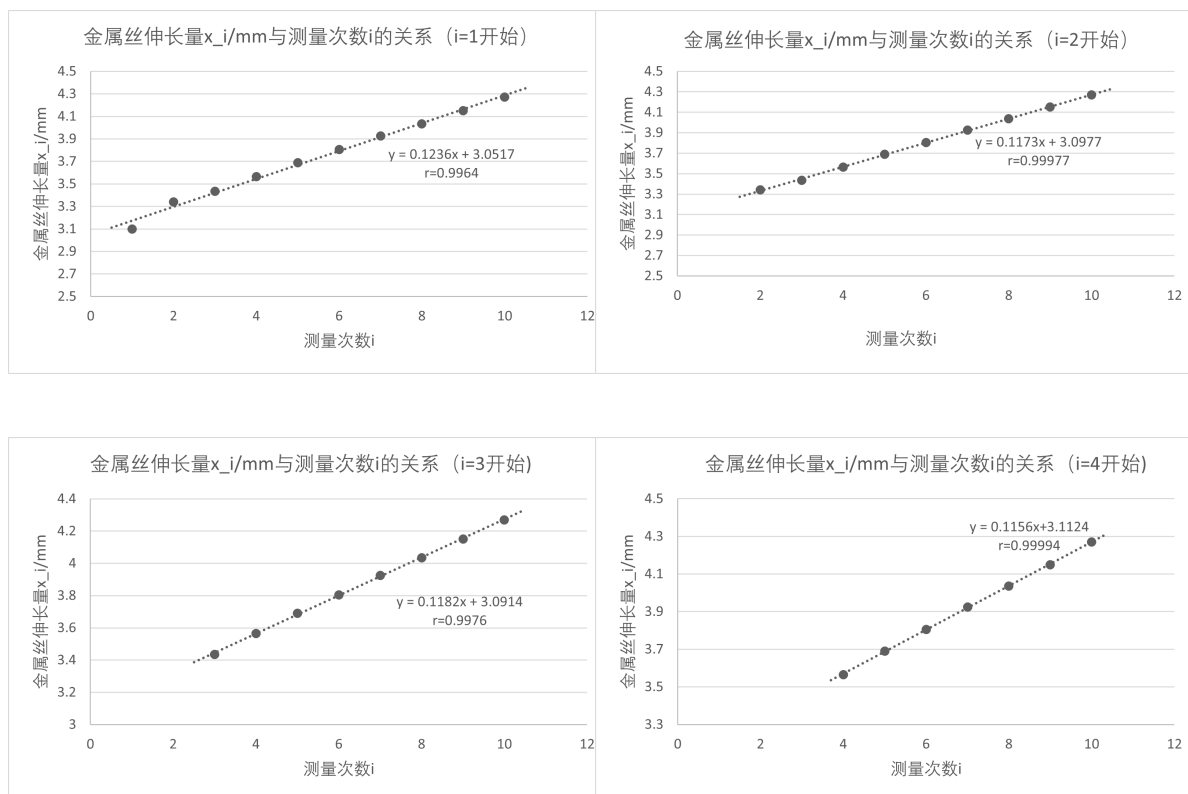 金属丝伸长量x_i/mm与测量次数i的关系（i=1开始）
金属丝伸长量x_i/mm
4.5
4.3
4.1
3.9
3.7
3.5
3.3
3.1
2.9
2.7
2.5
y = 0.1236x + 3.0517
r=0.9964
0 2 4 6 8 10 12
测量次数i
金属丝伸长量x_i/mm与测量次数i的关系（i=2开始）
金属丝伸长量x_i/mm
4.5
4.3
4.1
3.9
3.7
3.5
3.3
3.1
2.9
2.7
2.5
y = 0.1173x + 3.0977
r=0.99977
0 2 4 6 8 10 12
测量次数i
金属丝伸长量x_i/mm与测量次数i的关系（i=3开始)
金属丝伸长量x_i/mm
4.4
4.2
4
3.8
3.6
3.4
3.2
3
y = 0.1182x + 3.0914
r=0.9976
0 2 4 6 8 10 12
测量次数i
金属丝伸长量x_i/mm与测量次数i的关系（i=4开始)
金属丝伸长量x_i/mm
4.5
4.3
4.1
3.9
3.7
3.5
3.3
y = 0.1156x+3.1124
r=0.99994
0 2 4 6 8 10 12
测量次数i